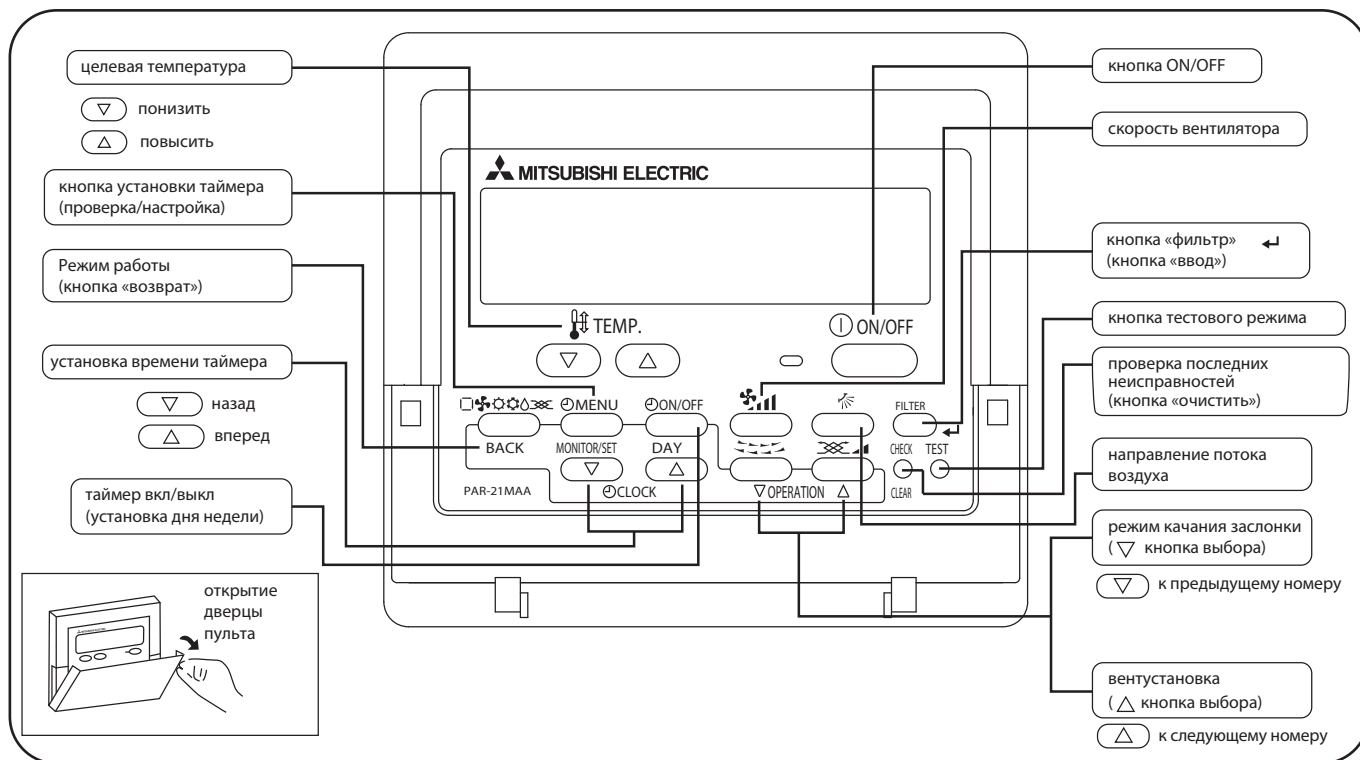 целевая температура
▽ понизить
△ повысить
кнопка установки таймера
(проверка/настройка)
Режим работы
(кнопка «возврат»)
установка времени таймера
▽ назад
△ вперед
таймер вкл/выкл
(установка дня недели)
открытие
дверцы
пульта
MITSUBISHI ELECTRIC
TEMP.
ON/OFF
▽ △
MENU
ON/OFF
FILTER
BACK
MONITOR/SET
DAY
CHECK
TEST
▽ △
PAR-21MAA
CLOCK
▽ OPERATION △
CLEAR
кнопка ON/OFF
скорость вентилятора
кнопка «фильтр» ↵
(кнопка «ввод»)
кнопка тестового режима
проверка последних
неисправностей
(кнопка «очистить»)
направление потока
воздуха
режим качания заслонки
( ▽ кнопка выбора)
▽ к предыдущему номеру
вентустановка
( △ кнопка выбора)
△ к следующему номеру